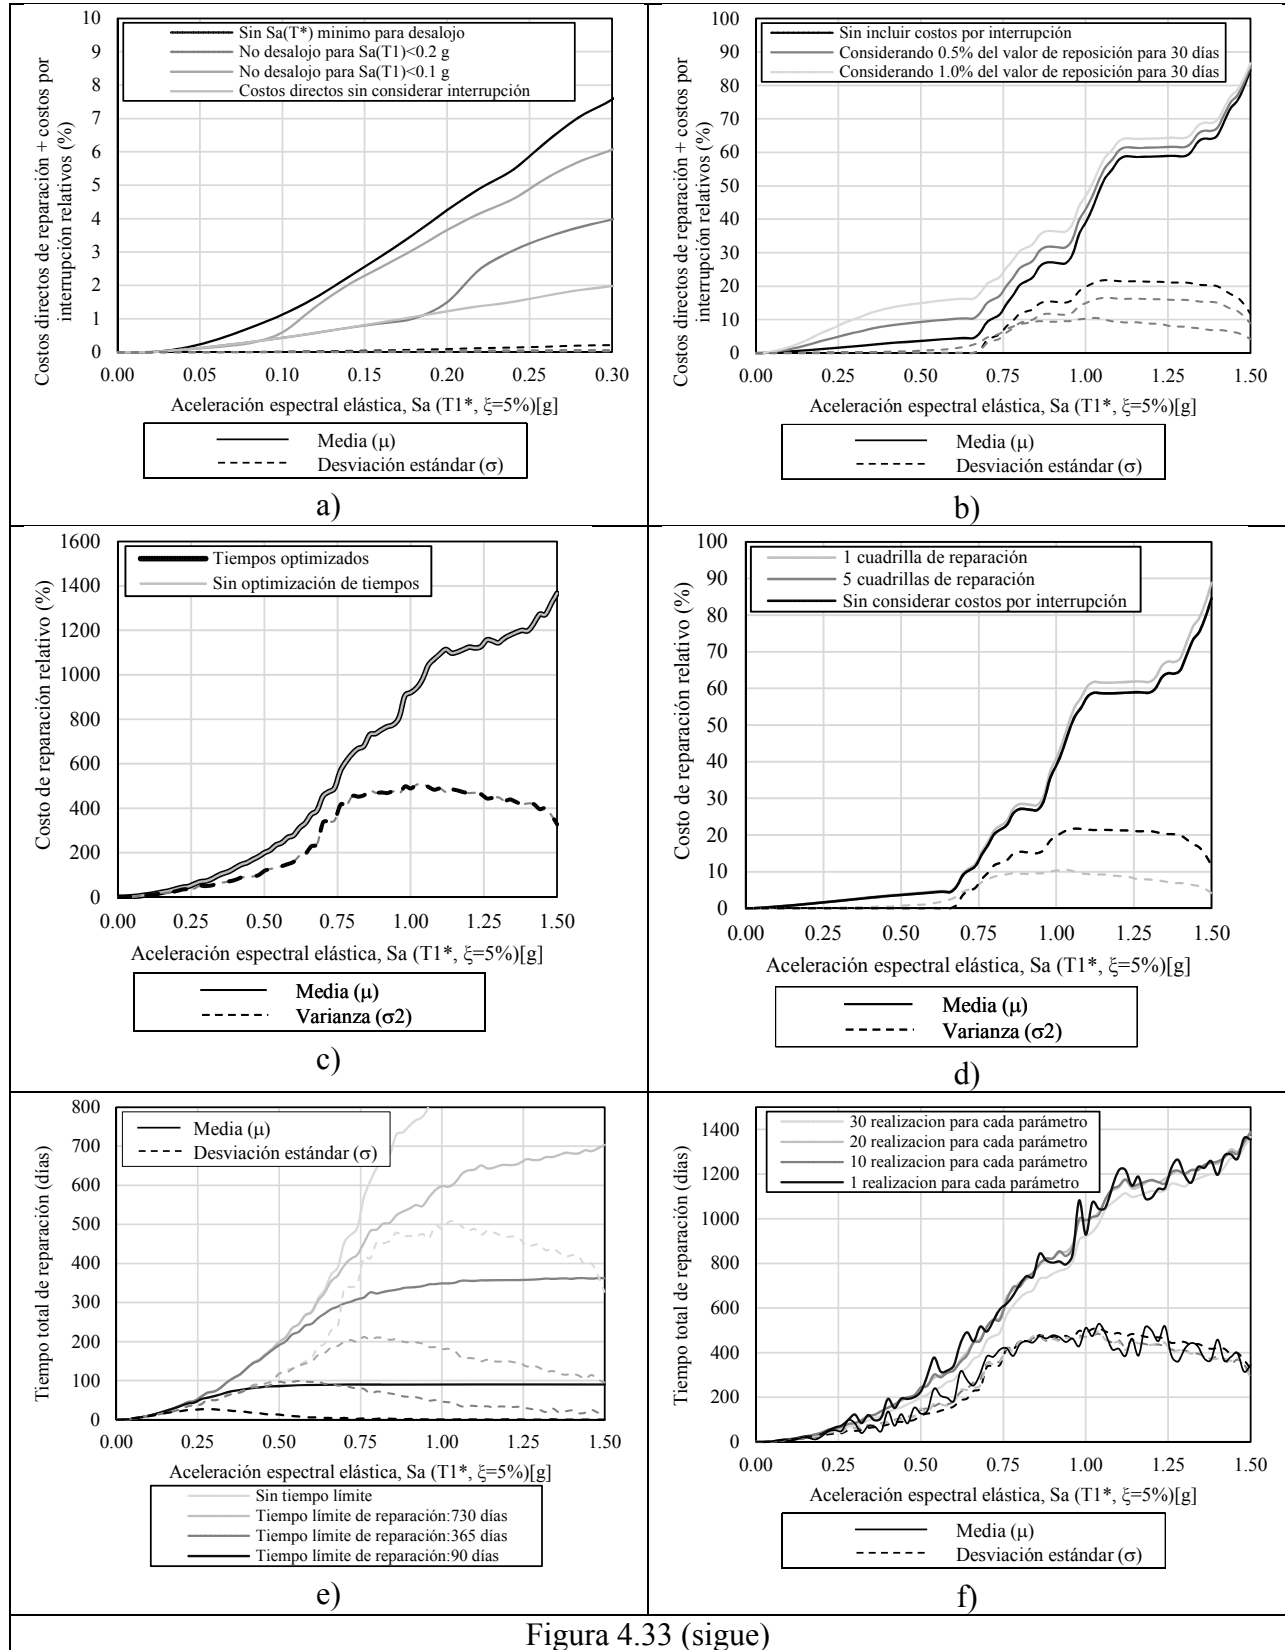 Costos directos de reparación + costos por
interrupción relativos (%)
10
9
8
7
6
5
4
3
2
1
0
Sin Sa(T*) minimo para desalojo
No desalojo para Sa(T1)<0.2 g
No desalojo para Sa(T1)<0.1 g
Costos directos sin considerar interrupción
0.00 0.05 0.10 0.15 0.20 0.25 0.30
Aceleración espectral elástica, Sa (T1*, ξ=5%)[g]
Media (μ)
Desviación estándar (σ)
a)
Costos directos de reparación + costos por
interrupción relativos (%)
100
90
80
70
60
50
40
30
20
10
0
Sin incluir costos por interrupción
Considerando 0.5% del valor de reposición para 30 días
Considerando 1.0% del valor de reposición para 30 días
0.00 0.25 0.50 0.75 1.00 1.25 1.50
Aceleración espectral elástica, Sa (T1*, ξ=5%)[g]
Media (μ)
Desviación estándar (σ)
b)
Costo de reparación relativo (%)
1600
1400
1200
1000
800
600
400
200
0
Tiempos optimizados
Sin optimización de tiempos
0.00 0.25 0.50 0.75 1.00 1.25 1.50
Aceleración espectral elástica, Sa (T1*, ξ=5%)[g]
Media (μ)
Varianza (σ2)
c)
Costo de reparación relativo (%)
100
90
80
70
60
50
40
30
20
10
0
1 cuadrilla de reparación
5 cuadrillas de reparación
Sin considerar costos por interrupción
0.00 0.25 0.50 0.75 1.00 1.25 1.50
Aceleración espectral elástica, Sa (T1*, ξ=5%)[g]
Media (μ)
Varianza (σ2)
d)
Tiempo total de reparación (días)
800
700
600
500
400
300
200
100
0
Media (μ)
Desviación estándar (σ)
0.00 0.25 0.50 0.75 1.00 1.25 1.50
Aceleración espectral elástica, Sa (T1*, ξ=5%)[g]
Sin tiempo límite
Tiempo límite de reparación:730 días
Tiempo límite de reparación:365 días
Tiempo límite de reparación:90 días
e)
Tiempo total de reparación (días)
1400
1200
1000
800
600
400
200
0
30 realizacion para cada parámetro
20 realizacion para cada parámetro
10 realizacion para cada parámetro
1 realizacion para cada parámetro
0.00 0.25 0.50 0.75 1.00 1.25 1.50
Aceleración espectral elástica, Sa (T1*, ξ=5%)[g]
Media (μ)
Desviación estándar (σ)
f)
Figura 4.33 (sigue)